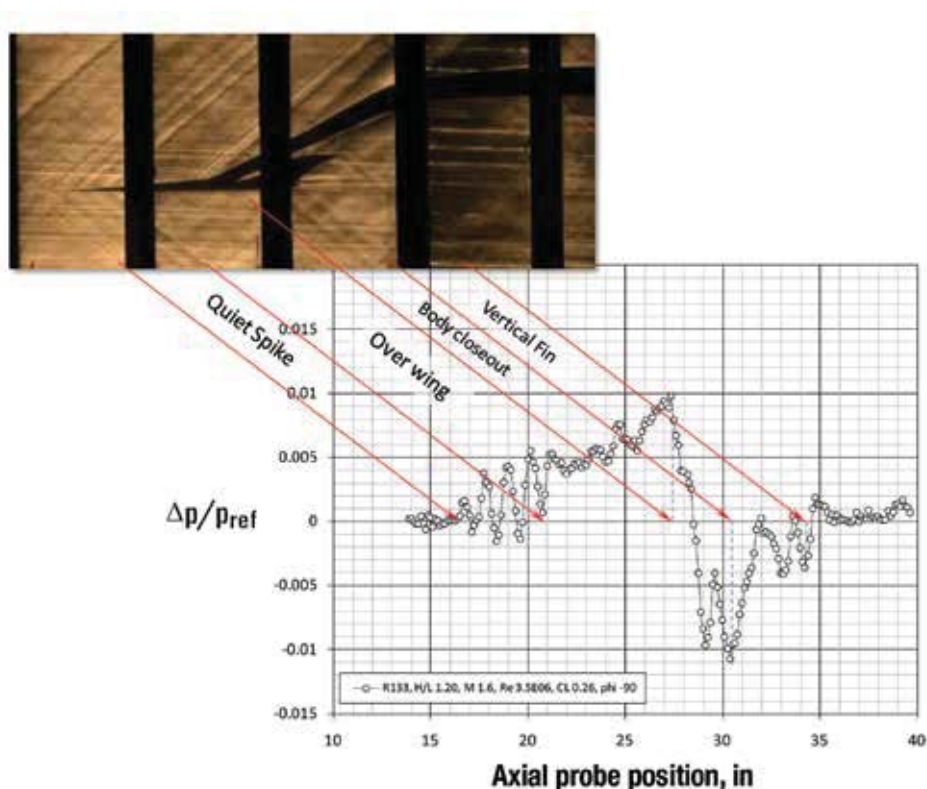 Quiet Spike
Over wing
Body closeout
Vertical Fin
0.015
0.01
0.005
Δp/pref
0
-0.005
-0.01
R133, H/L 1.20, M 1.6, Re 3.5E06, CL 0.26, phi -90
-0.015
10 15 20 25 30 35 40
Axial probe position, in